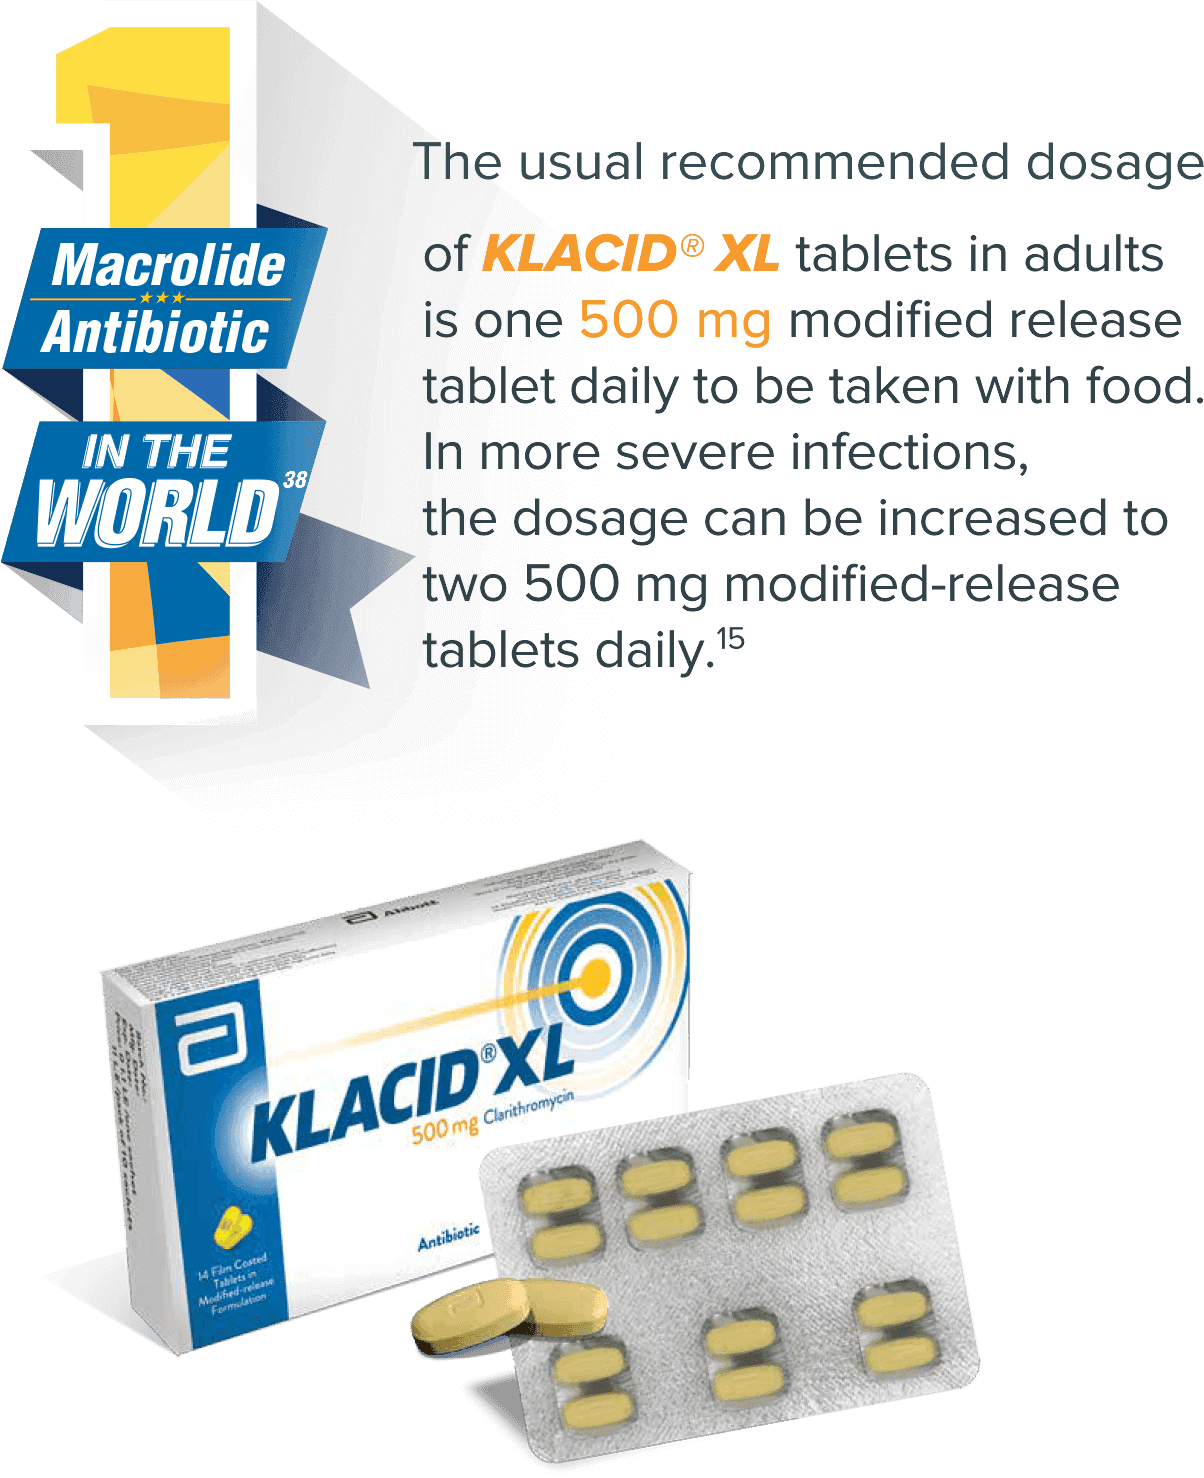 Macrolide
Antibiotic
IN THE
WORLD38
The usual recommended dosage
of KLACID® XL tablets in adults
is one 500 mg modified release
tablet daily to be taken with food.
In more severe infections,
the dosage can be increased to
two 500 mg modified-release
tablets daily.15
Abbott
KLACID® XL
500 mg Clarithromycin
Antibiotic
14 Film Coated
Tablets in
Modified-release
Formulation